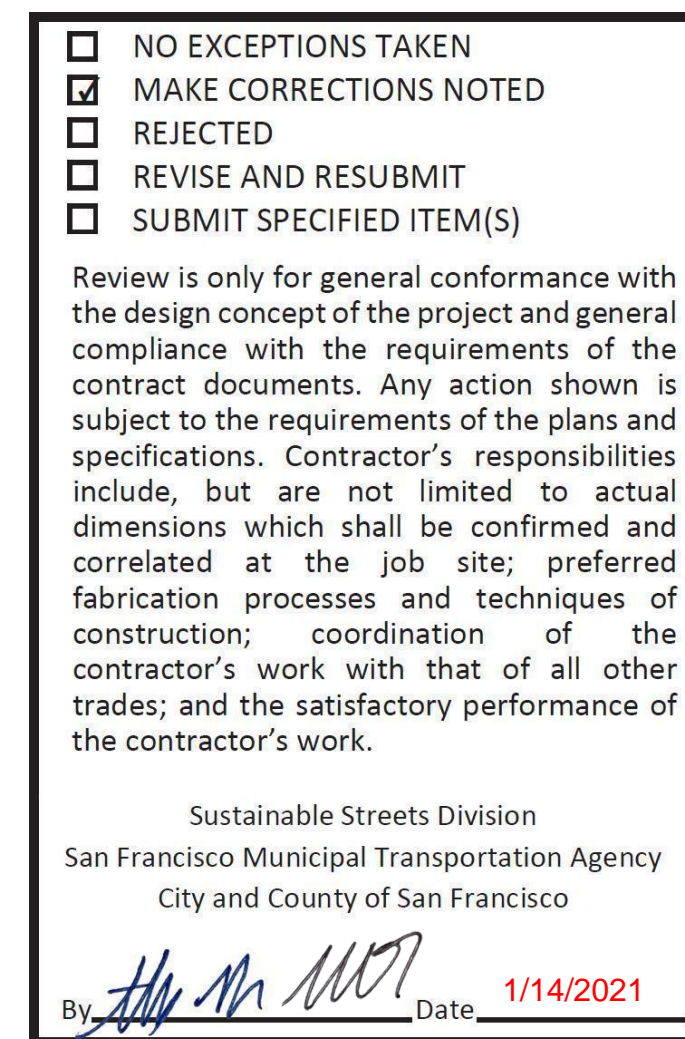 NO EXCEPTIONS TAKEN
MAKE CORRECTIONS NOTED
REJECTED
REVISE AND RESUBMIT
SUBMIT SPECIFIED ITEM(S)
Review is only for general conformance with
the design concept of the project and general
compliance with the requirements of the
contract documents. Any action shown is
subject to the requirements of the plans and
specifications. Contractor's responsibilities
include, but are not limited to actual
dimensions which shall be confirmed and
correlated at the job site; preferred
fabrication processes and techniques of
construction; coordination of the
contractor's work with that of all other
trades; and the satisfactory performance of
the contractor's work.
Sustainable Streets Division
San Francisco Municipal Transportation Agency
City and County of San Francisco
By Date 1/14/2021